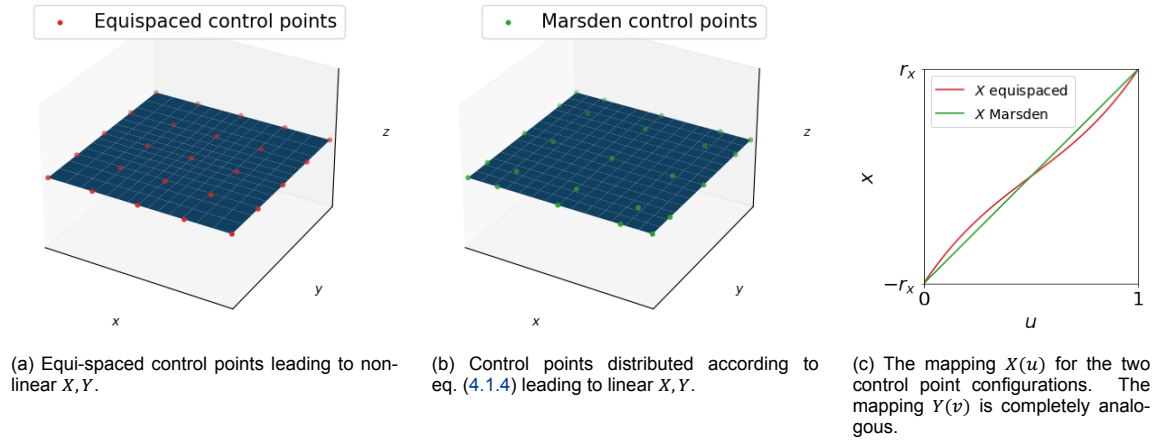 Equispaced control points
z
y
x
Marsden control points
z
y
x
r_x
X equispaced
X Marsden
x
−r_x
0
1
u
(a) Equi-spaced control points leading to non-
linear X, Y.
(b) Control points distributed according to
eq. (4.1.4) leading to linear X, Y.
(c) The mapping X(u) for the two
control point configurations. The
mapping Y(v) is completely analo-
gous.